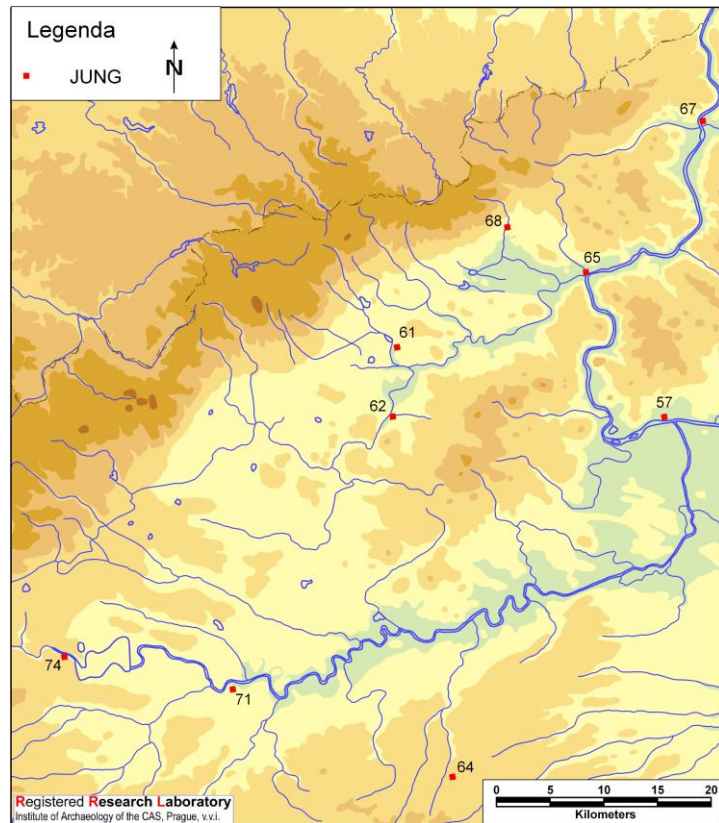 Legenda
N
JUNG
67
68
65
61
62
57
74
71
64
0 5 10 15 20
Kilometers
Registered Research Laboratory
Institute of Archaeology of the CAS, Prague, v.v.i.